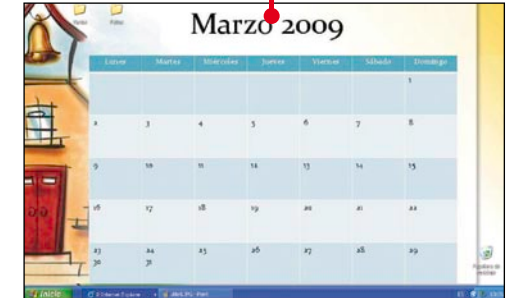 Marzo 2009
Lunes Martes Miércoles Jueves Viernes Sábado Domingo
1
2 3 4 5 6 7 8
9 10 11 12 13 14 15
16 17 18 19 20 21 22
23 24 25 26 27 28 29
30 31
Inicio
ES